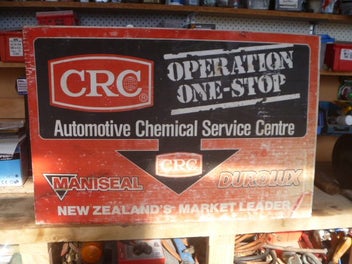 CRC®
OPERATION
ONE-STOP
Automotive Chemical Service Centre
CRC
MANISEAL
DUROLUX
NEW ZEALAND'S MARKET LEADER